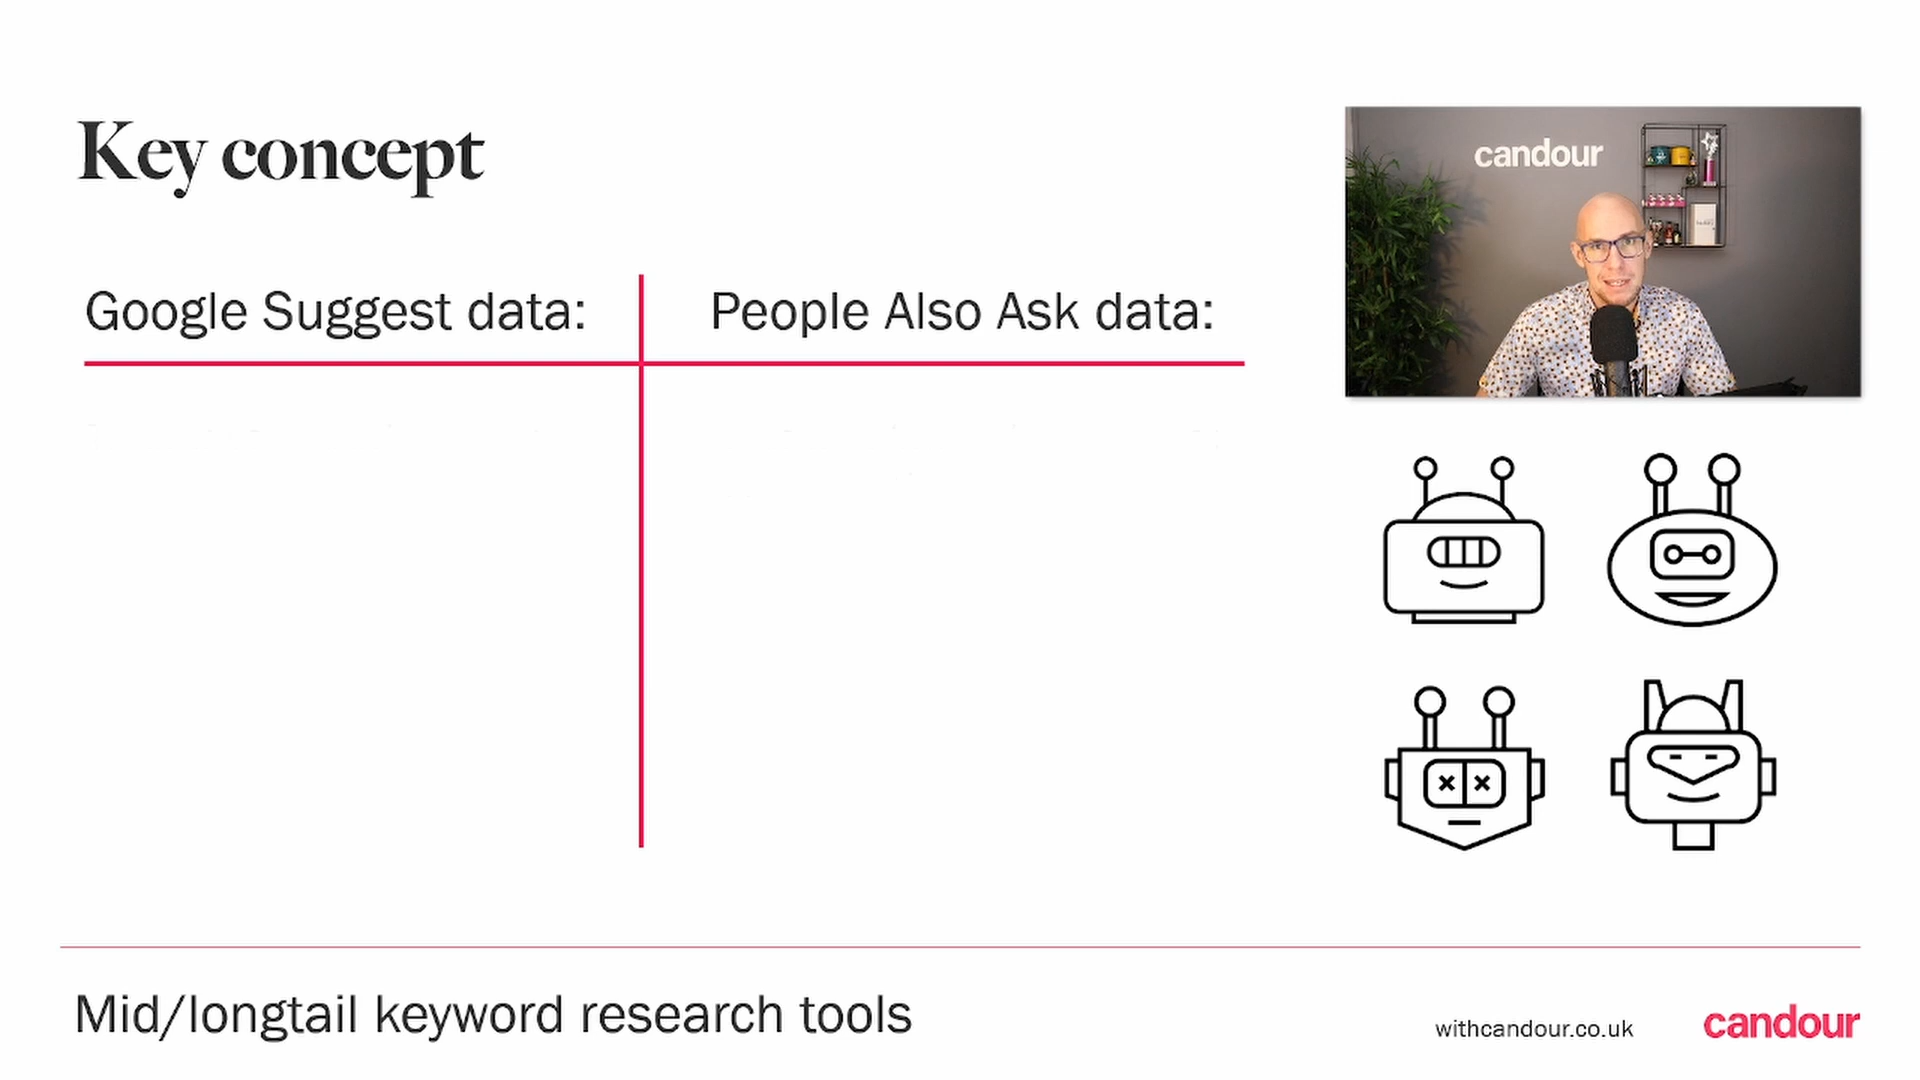 Key concept
candour
Google Suggest data:
People Also Ask data:
Mid/longtail keyword research tools
withcandour.co.uk
candour